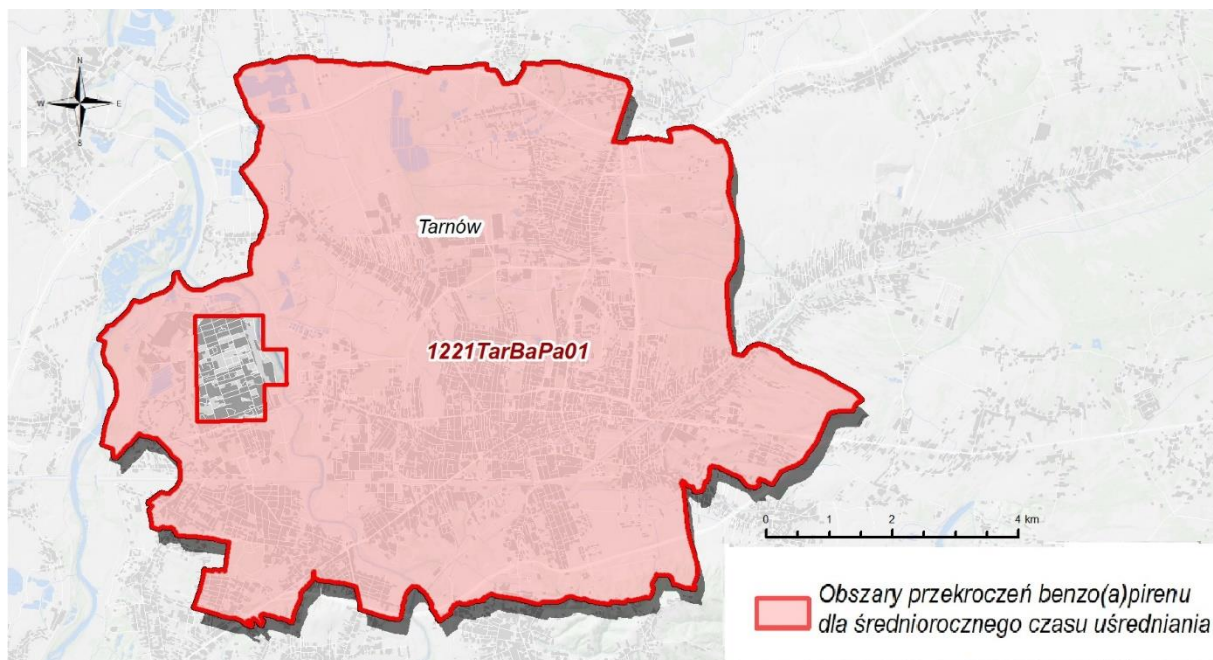 N
W E
S
Tarnów
1221TarBaPa01
0 1 2 4 km
Obszary przekroczeń benzo(a)pirenu
dla średniorocznego czasu uśredniania